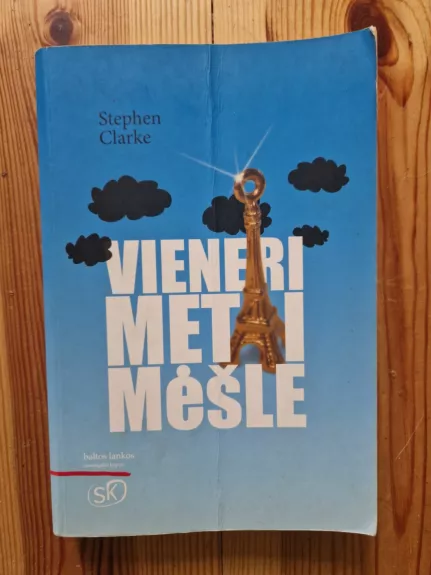 Stephen
Clarke
VIENERI
METAI
MėŠLE
baltos lankos
SK